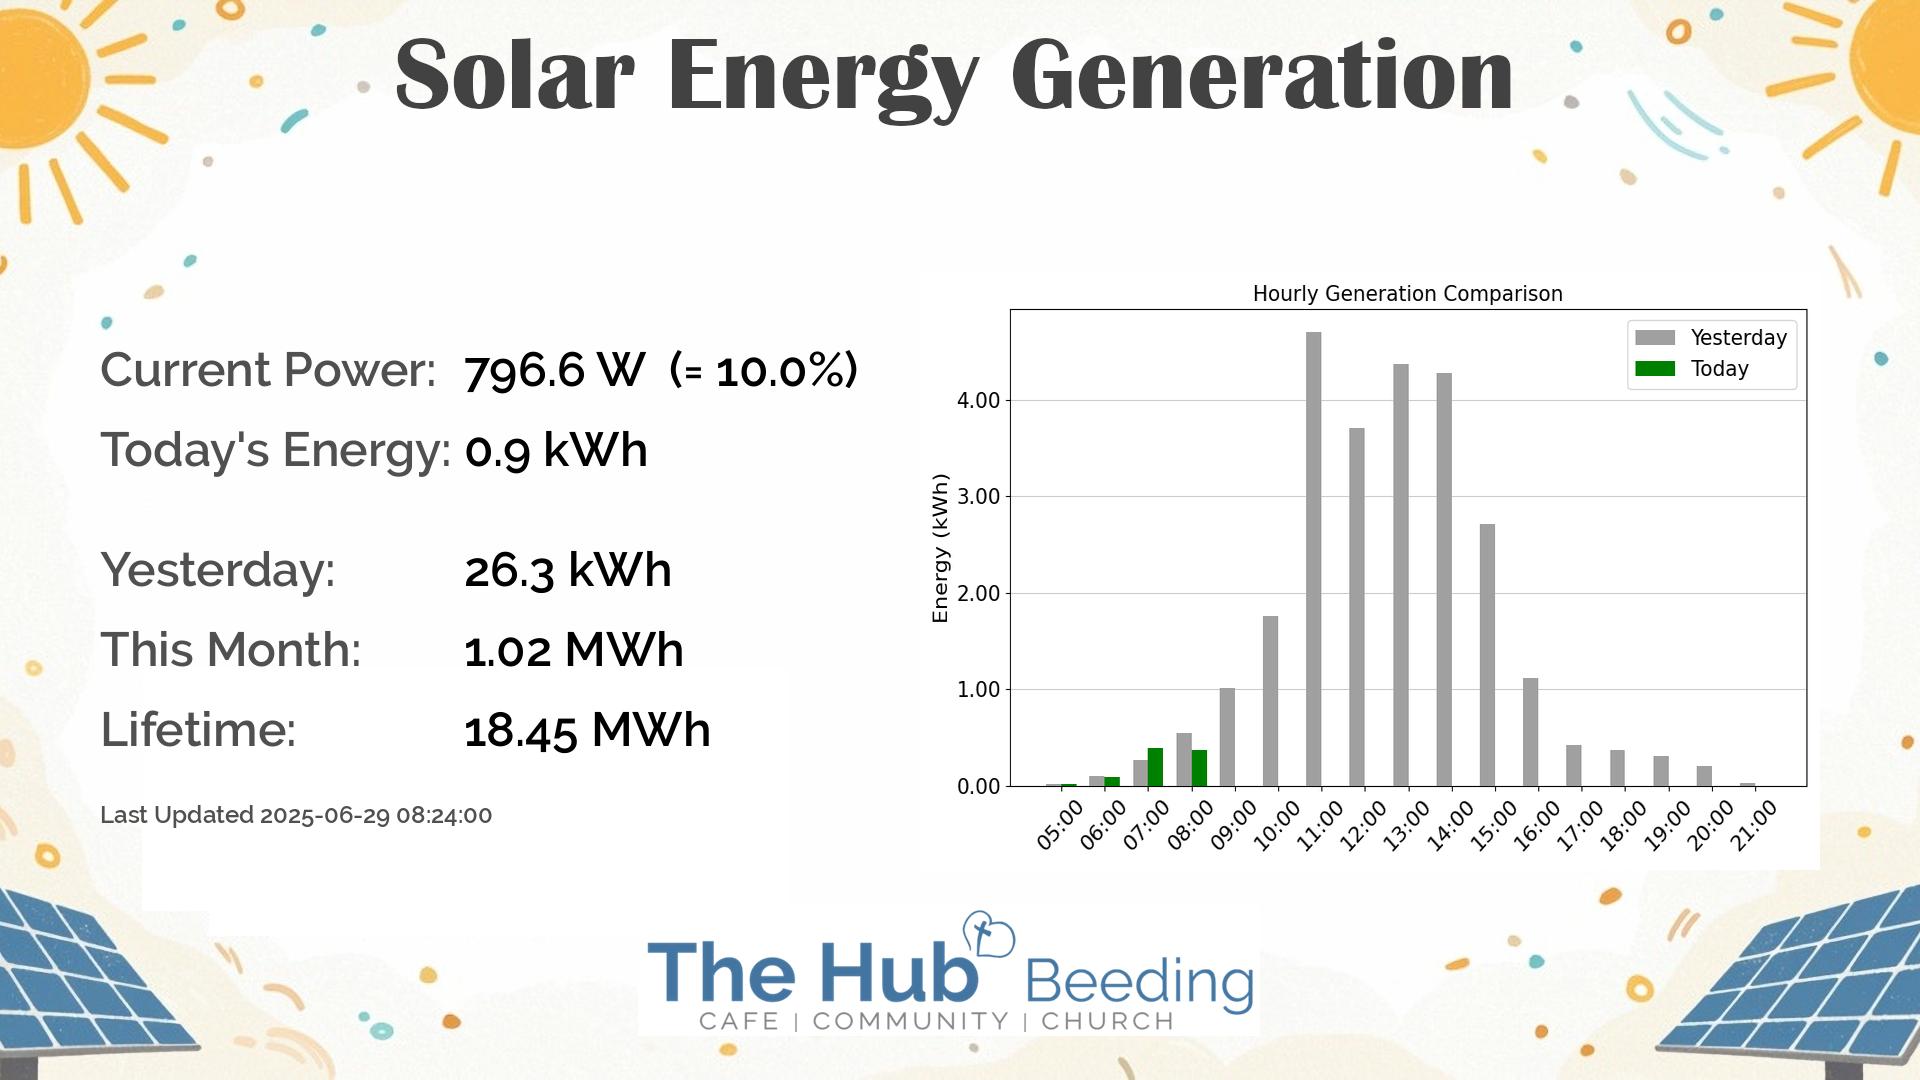 Solar Energy Generation
Current Power: 796.6 W (= 10.0%)
Today's Energy: 0.9 kWh
Yesterday: 26.3 kWh
This Month: 1.02 MWh
Lifetime: 18.45 MWh
Last Updated 2025-06-29 08:24:00
Hourly Generation Comparison
Yesterday
Today
Energy (kWh)
4.00
3.00
2.00
1.00
0.00
05:00 06:00 07:00 08:00 09:00 10:00 11:00 12:00 13:00 14:00 15:00 16:00 17:00 18:00 19:00 20:00 21:00
The Hub Beeding
CAFE | COMMUNITY | CHURCH